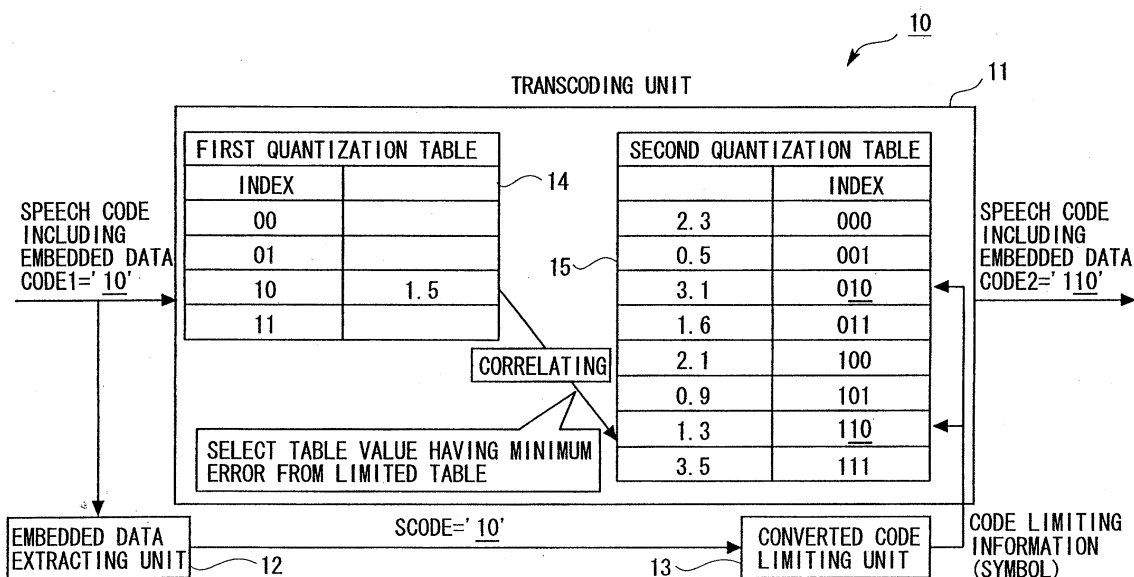 10
TRANSCODING UNIT
11
FIRST QUANTIZATION TABLE
INDEX
00
01
10 1.5
11
14
SECOND QUANTIZATION TABLE
INDEX
2.3 000
0.5 001
3.1 010
1.6 011
2.1 100
0.9 101
1.3 110
3.5 111
15
SPEECH CODE
INCLUDING
EMBEDDED DATA
CODE1='10'
CORRELATING
SELECT TABLE VALUE HAVING MINIMUM
ERROR FROM LIMITED TABLE
SPEECH CODE
INCLUDING
EMBEDDED DATA
CODE2='110'
EMBEDDED DATA
EXTRACTING UNIT
12
SCODE='10'
CONVERTED CODE
LIMITING UNIT
13
CODE LIMITING
INFORMATION
(SYMBOL)